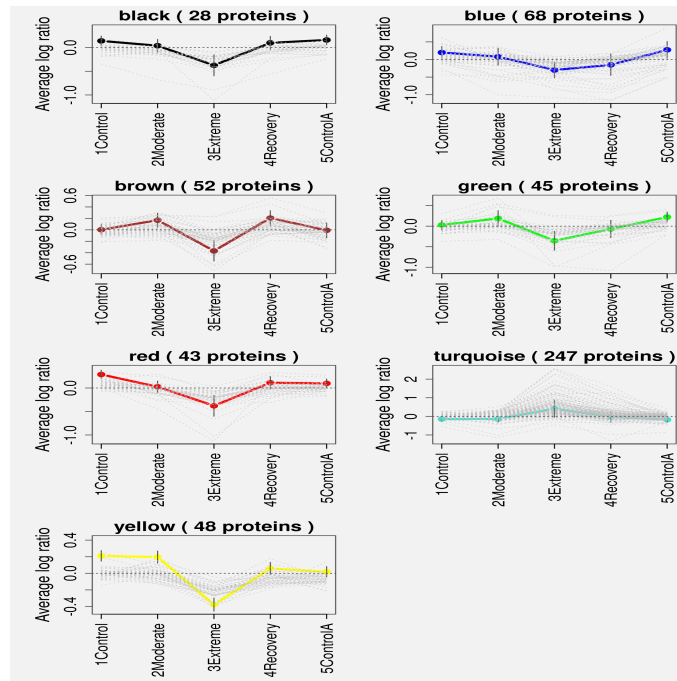 black ( 28 proteins )
Average log ratio
0.0
-1.0
1Control
2Moderate
3Extreme
4Recovery
5ControlA
blue ( 68 proteins )
Average log ratio
0.0
-1.0
1Control
2Moderate
3Extreme
4Recovery
5ControlA
brown ( 52 proteins )
Average log ratio
0.6
0.0
-0.6
1Control
2Moderate
3Extreme
4Recovery
5ControlA
green ( 45 proteins )
Average log ratio
0.0
-1.0
1Control
2Moderate
3Extreme
4Recovery
5ControlA
red ( 43 proteins )
Average log ratio
0.0
-1.0
1Control
2Moderate
3Extreme
4Recovery
5ControlA
turquoise ( 247 proteins )
Average log ratio
2
1
0
-1
1Control
2Moderate
3Extreme
4Recovery
5ControlA
yellow ( 48 proteins )
Average log ratio
0.4
0.0
-0.4
1Control
2Moderate
3Extreme
4Recovery
5ControlA